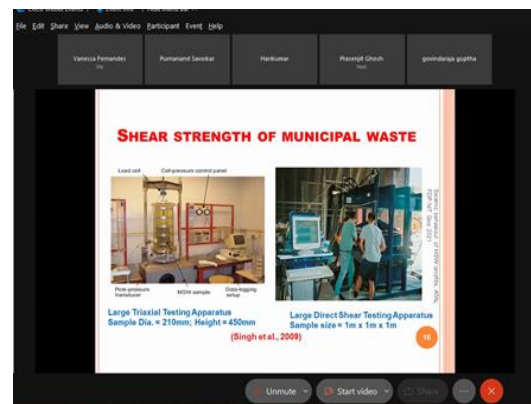 File Edit Share View Audio & Video Participant Event Help
Vanessa Fernandes
Me
Purnanand Savoikar
Harikumar
Prasenjit Ghosh
Host
govindaraja guptha
SHEAR STRENGTH OF MUNICIPAL WASTE
Load cell
Cell-pressure control panel
Pore-pressure transducer
MSW sample
Data-logging setup
Large Triaxial Testing Apparatus
Sample Dia. = 210mm; Height = 450mm
Large Direct Shear Testing Apparatus
Sample size = 1m x 1m x 1m
(Singh et al., 2009)
16
Unmute
Start video
Share